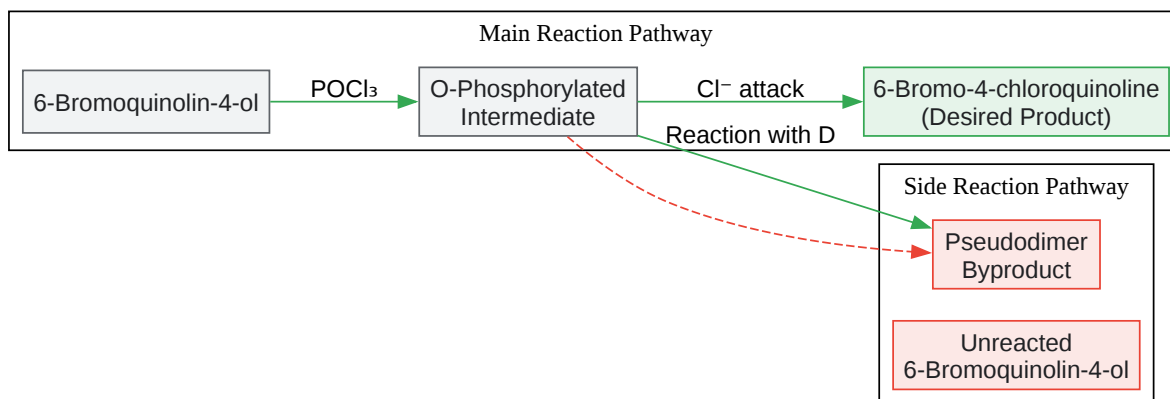 Main Reaction Pathway
6-Bromoquinolin-4-ol
POCl₃
O-Phosphorylated
Intermediate
Cl⁻ attack
6-Bromo-4-chloroquinoline
(Desired Product)
Reaction with D
Side Reaction Pathway
Pseudodimer
Byproduct
Unreacted
6-Bromoquinolin-4-ol